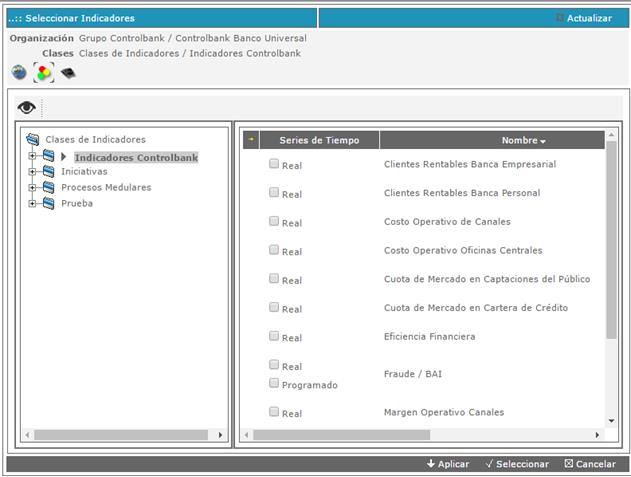 ..:: Seleccionar Indicadores
Actualizar
Organización Grupo Controlbank / Controlbank Banco Universal
Clases Clases de Indicadores / Indicadores Controlbank
Clases de Indicadores
Indicadores Controlbank
Iniciativas
Procesos Medulares
Prueba
Series de Tiempo Nombre
Real Clientes Rentables Banca Empresarial
Real Clientes Rentables Banca Personal
Real Costo Operativo de Canales
Real Costo Operativo Oficinas Centrales
Real Cuota de Mercado en Captaciones del Público
Real Cuota de Mercado en Cartera de Crédito
Real Eficiencia Financiera
Real
Programado
Fraude / BAI
Real Margen Operativo Canales
Aplicar Seleccionar Cancelar